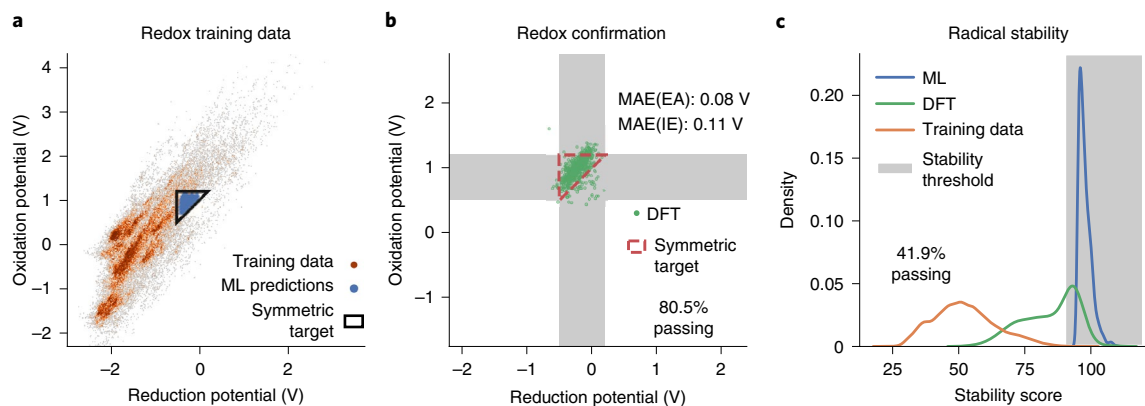 a
Redox training data
4
3
2
1
0
–1
–2
Oxidation potential (V)
Training data
ML predictions
Symmetric
target
–2
0
2
Reduction potential (V)
b
Redox confirmation
2
1
0
–1
Oxidation potential (V)
MAE(EA): 0.08 V
MAE(IE): 0.11 V
DFT
Symmetric
target
80.5%
passing
–2
–1
0
1
2
Reduction potential (V)
c
Radical stability
0.20
0.15
0.10
0.05
0
Density
ML
DFT
Training data
Stability
threshold
41.9%
passing
25
50
75
100
Stability score